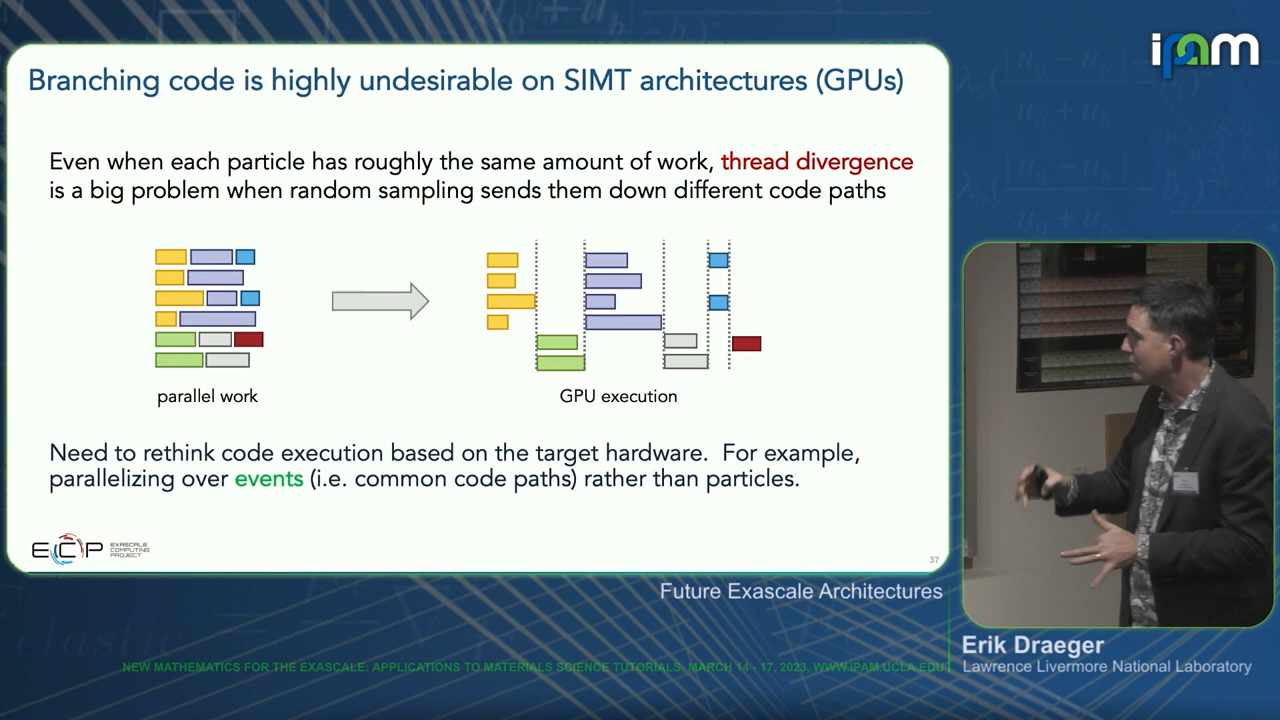 ipam
Branching code is highly undesirable on SIMT architectures (GPUs)
Even when each particle has roughly the same amount of work, thread divergence
is a big problem when random sampling sends them down different code paths
parallel work
GPU execution
Need to rethink code execution based on the target hardware.  For example,
parallelizing over events (i.e. common code paths) rather than particles.
ECP
EXASCALE
COMPUTING
PROJECT
37
Future Exascale Architectures
Erik Draeger
Lawrence Livermore National Laboratory
NEW MATHEMATICS FOR THE EXASCALE: APPLICATIONS TO MATERIALS SCIENCE TUTORIALS, MARCH 14 - 17, 2023, WWW.IPAM.UCLA.EDU
elastic